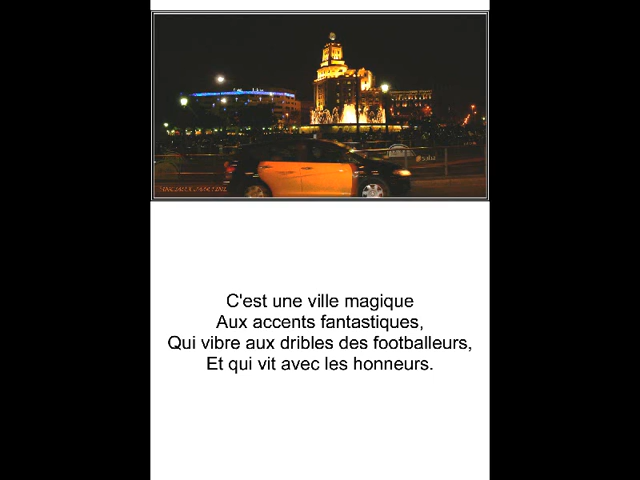 C'est une ville magique
Aux accents fantastiques,
Qui vibre aux dribles des footballeurs,
Et qui vit avec les honneurs.